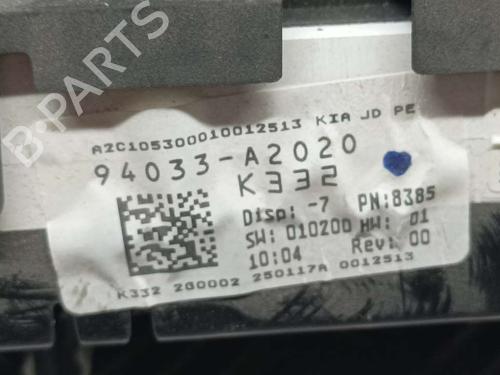 B-PARTS
A2C105300010012513 KIA JD PE
94033-A2020
K332
Disp: -7 PN:8385
SW: 010200 HW: 01
10:04 Rev: 00
K332 2G0002 250117A 0012513